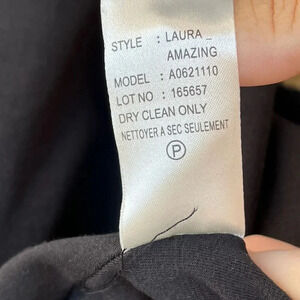 STYLE : LAURA _
AMAZING
MODEL : A0621110
LOT NO : 165657
DRY CLEAN ONLY
NETTOYER A SEC SEULEMENT
P